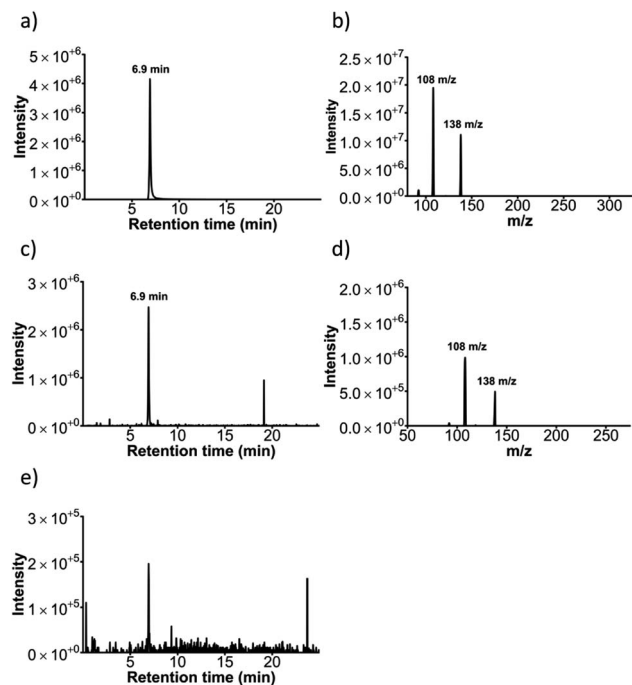 a)
5 × 10⁺⁶
4 × 10⁺⁶
3 × 10⁺⁶
2 × 10⁺⁶
1 × 10⁺⁶
0 × 10⁺⁰
Intensity
6.9 min
5 10 15 20
Retention time (min)
b)
2.5 × 10⁺⁷
2.0 × 10⁺⁷
1.5 × 10⁺⁷
1.0 × 10⁺⁷
5.0 × 10⁺⁶
0.0 × 10⁺⁰
Intensity
108 m/z
138 m/z
100 150 200 250 300
m/z
c)
3 × 10⁺⁶
2 × 10⁺⁶
1 × 10⁺⁶
0 × 10⁺⁰
Intensity
6.9 min
5 10 15 20
Retention time (min)
d)
2.0 × 10⁺⁶
1.5 × 10⁺⁶
1.0 × 10⁺⁶
5.0 × 10⁺⁵
0.0 × 10⁺⁰
Intensity
108 m/z
138 m/z
50 100 150 200 250
m/z
e)
3 × 10⁺⁵
2 × 10⁺⁵
1 × 10⁺⁵
0 × 10⁺⁰
Intensity
5 10 15 20
Retention time (min)